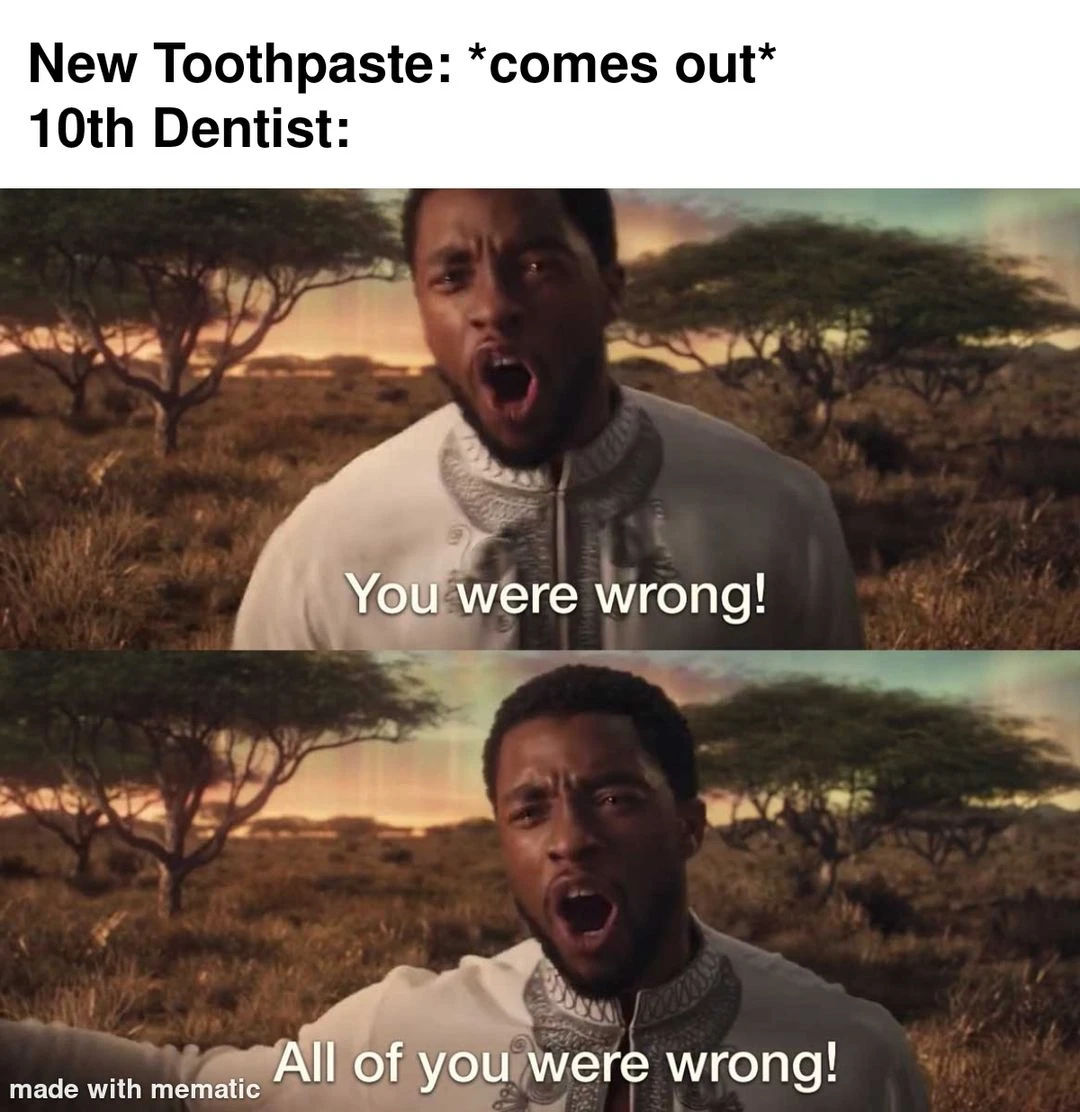 New Toothpaste: *comes out*
10th Dentist:
You were wrong!
All of you were wrong!
made with mematic